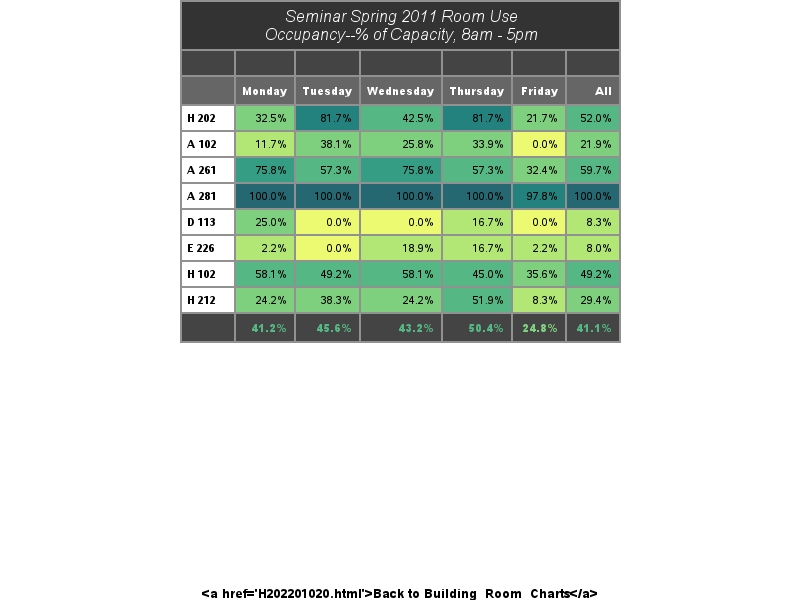 Seminar Spring 2011 Room Use
Occupancy--% of Capacity, 8am - 5pm
Monday Tuesday Wednesday Thursday Friday All
H 202 32.5% 81.7% 42.5% 81.7% 21.7% 52.0%
A 102 11.7% 38.1% 25.8% 33.9% 0.0% 21.9%
A 261 75.8% 57.3% 75.8% 57.3% 32.4% 59.7%
A 281 100.0% 100.0% 100.0% 100.0% 97.8% 100.0%
D 113 25.0% 0.0% 0.0% 16.7% 0.0% 8.3%
E 226 2.2% 0.0% 18.9% 16.7% 2.2% 8.0%
H 102 58.1% 49.2% 58.1% 45.0% 35.6% 49.2%
H 212 24.2% 38.3% 24.2% 51.9% 8.3% 29.4%
41.2% 45.6% 43.2% 50.4% 24.8% 41.1%
<a href='H202201020.html'>Back to Building Room Charts</a>